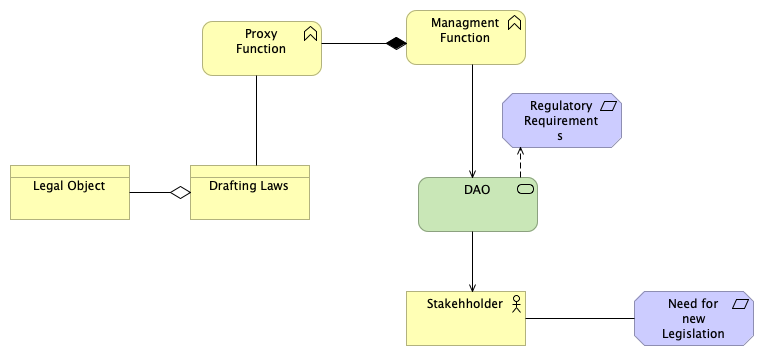 Proxy
Function
Managment
Function
Regulatory
Requirement
s
Legal Object
Drafting Laws
DAO
Stakehholder
Need for
new
Legislation